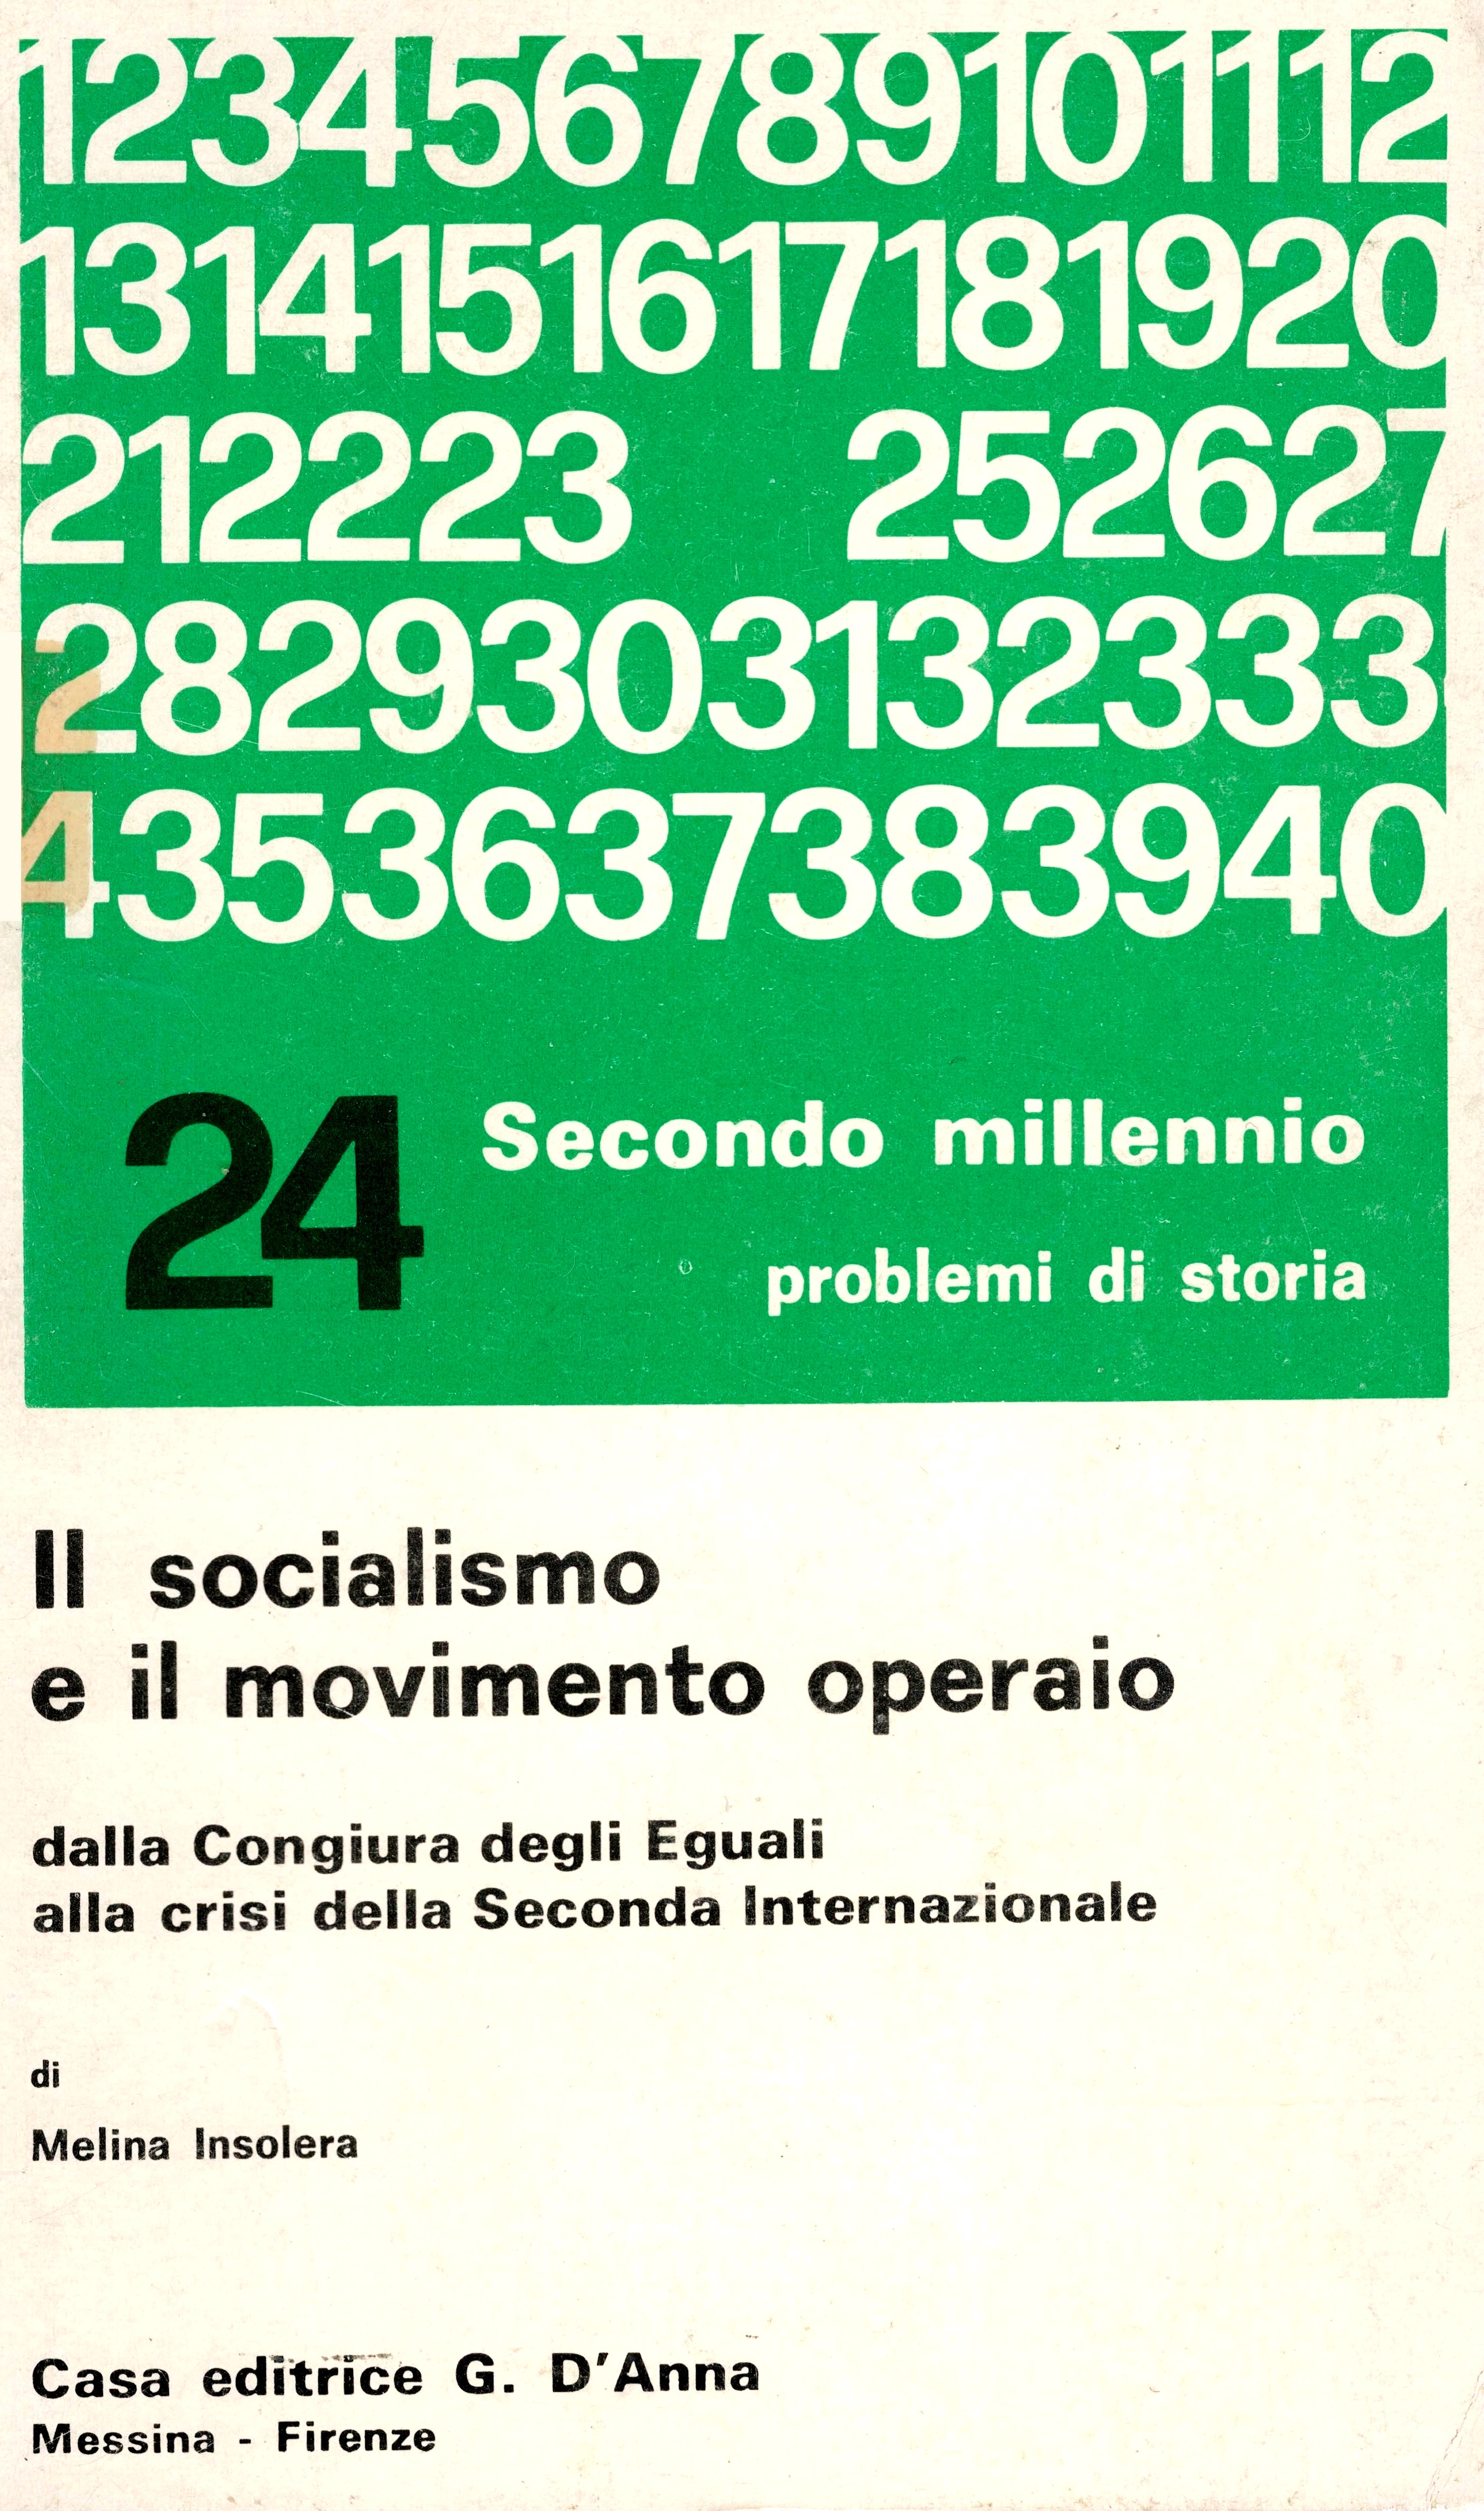 123456789101112
1314151617181920
212223 252627
2829303132333
4353637383940
24 Secondo millennio
problemi di storia
Il socialismo
e il movimento operaio
dalla Congiura degli Eguali
alla crisi della Seconda Internazionale
di
Melina Insolera
Casa editrice G. D'Anna
Messina - Firenze